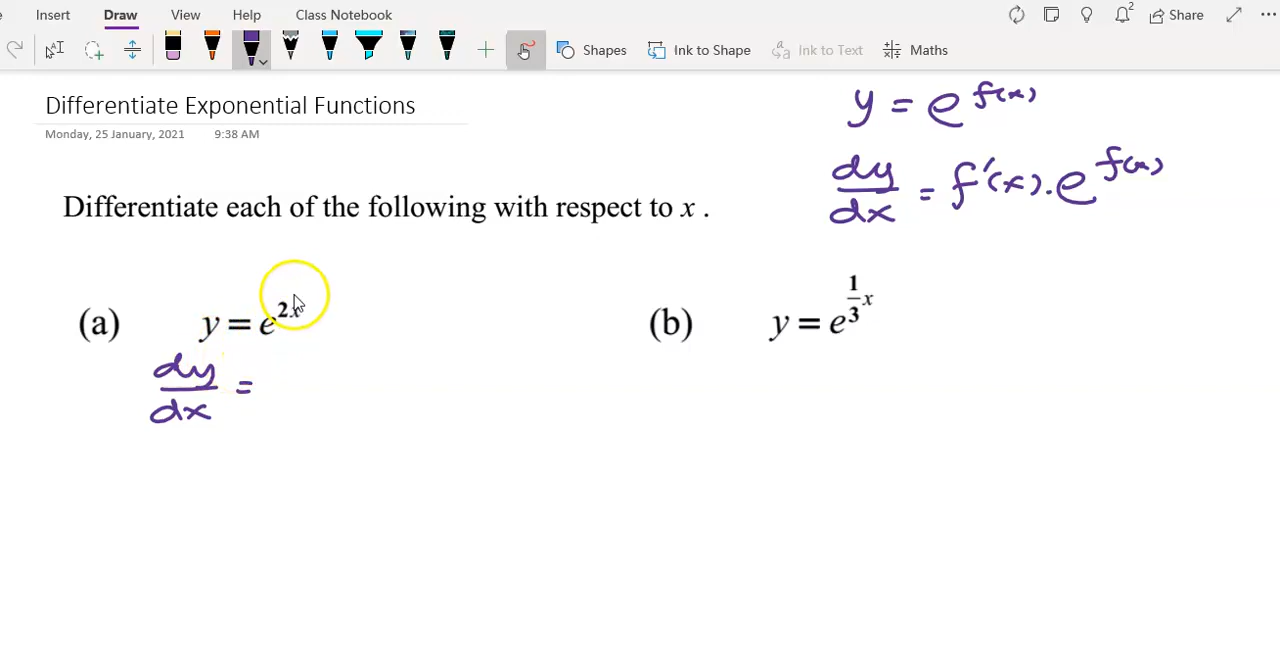 Insert Draw View Help Class Notebook 2 Share
Shapes Ink to Shape Ink to Text Maths
Differentiate Exponential Functions
Monday, 25 January, 2021 9:38 AM
y = e^{f(x)}
dy/dx = f'(x) . e^{f(x)}
Differentiate each of the following with respect to x .
(a) y = e^{2x} (b) y = e^{1/3 x}
dy/dx =